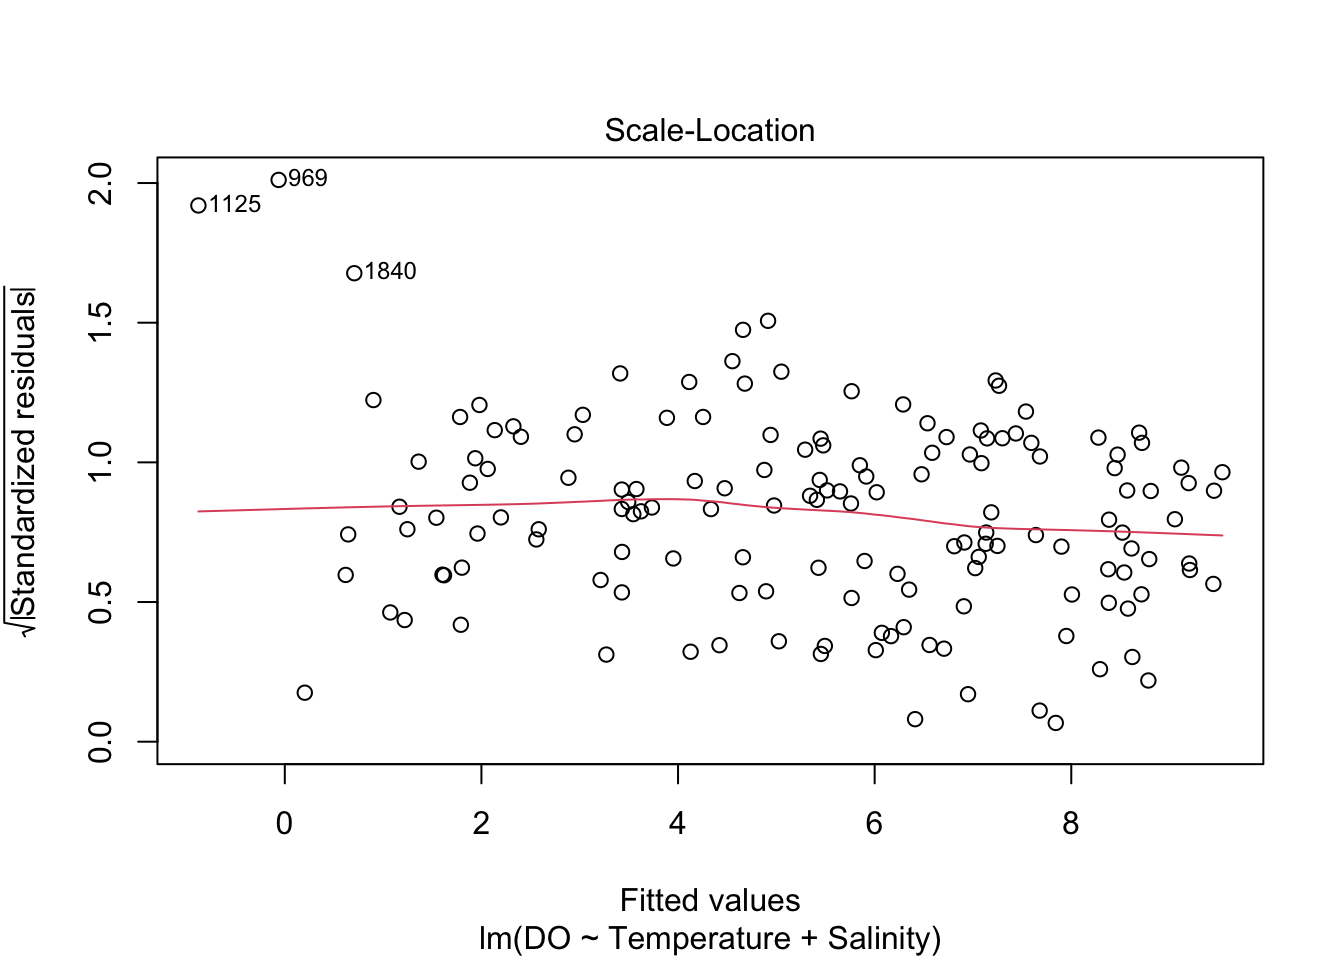 Scale-Location
√|Standardized residuals|
2.0
1.5
1.0
0.5
0.0
969
1125
1840
0 2 4 6 8
Fitted values
lm(DO ~ Temperature + Salinity)